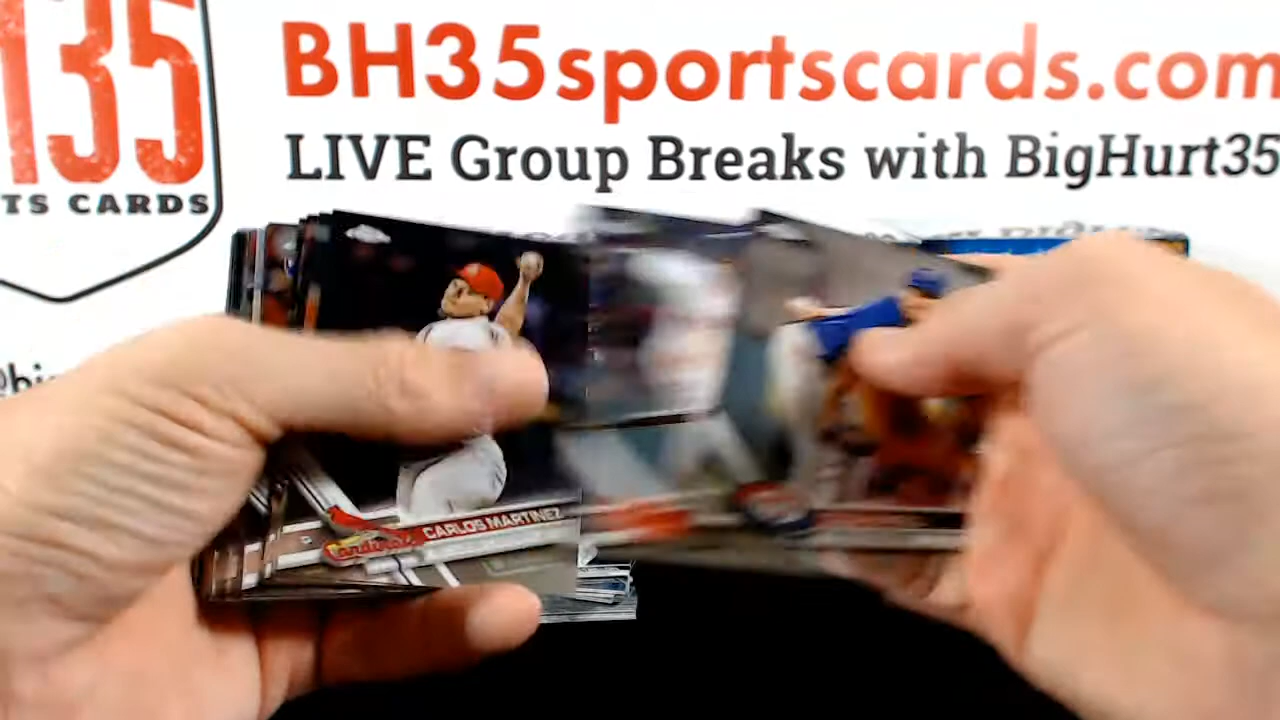 135
TS CARDS
BH35sportscards.com
LIVE Group Breaks with BigHurt35
Cardinals
CARLOS MARTINEZ